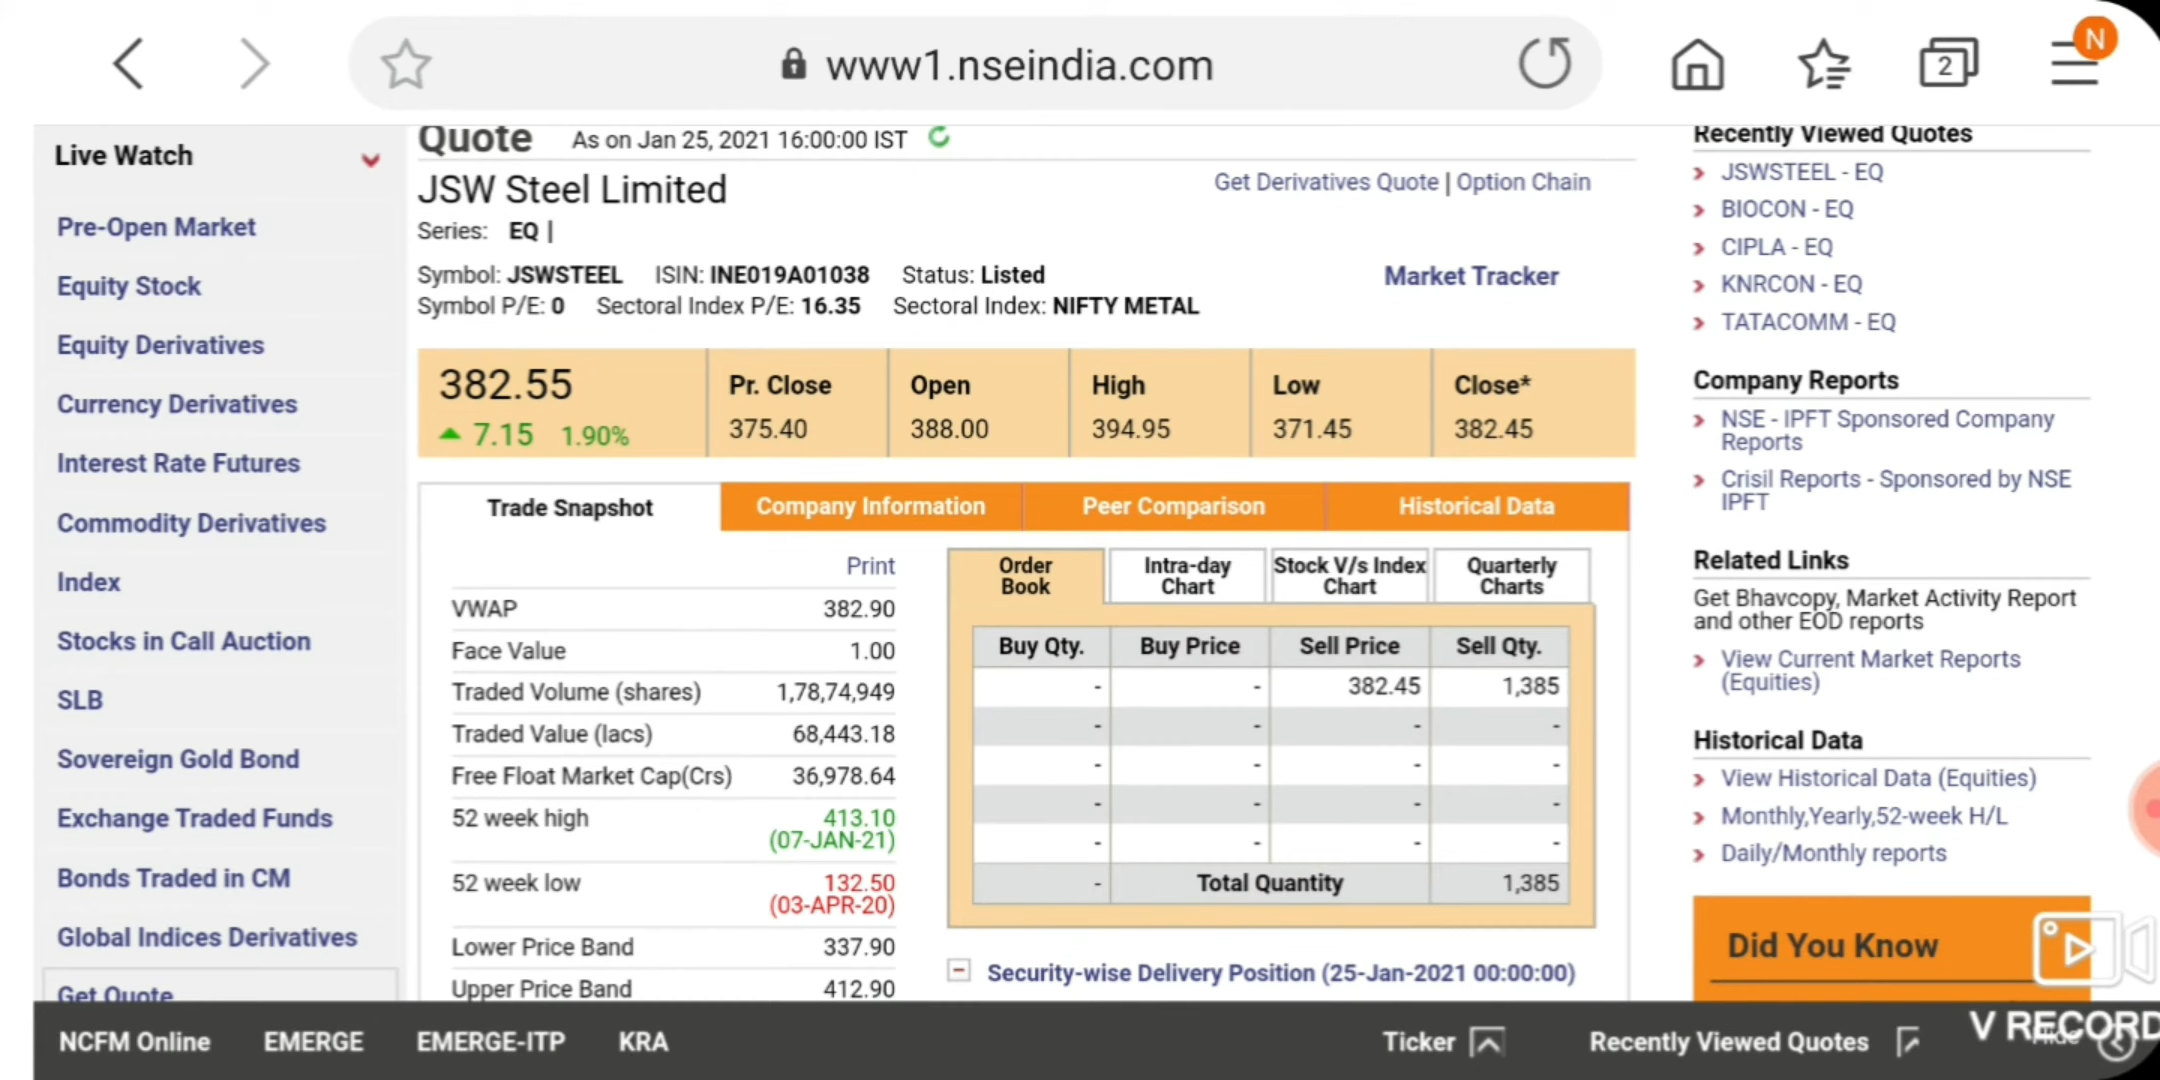 www1.nseindia.com
2
N
Live Watch
Pre-Open Market
Equity Stock
Equity Derivatives
Currency Derivatives
Interest Rate Futures
Commodity Derivatives
Index
Stocks in Call Auction
SLB
Sovereign Gold Bond
Exchange Traded Funds
Bonds Traded in CM
Global Indices Derivatives
Get Quote
Quote As on Jan 25, 2021 16:00:00 IST
JSW Steel Limited
Get Derivatives Quote | Option Chain
Series: EQ |
Symbol: JSWSTEEL ISIN: INE019A01038 Status: Listed
Market Tracker
Symbol P/E: 0 Sectoral Index P/E: 16.35 Sectoral Index: NIFTY METAL
382.55 Pr. Close Open High Low Close*
7.15 1.90% 375.40 388.00 394.95 371.45 382.45
Trade Snapshot Company Information Peer Comparison Historical Data
Print
VWAP 382.90
Face Value 1.00
Traded Volume (shares) 1,78,74,949
Traded Value (lacs) 68,443.18
Free Float Market Cap(Crs) 36,978.64
52 week high 413.10
(07-JAN-21)
52 week low 132.50
(03-APR-20)
Lower Price Band 337.90
Upper Price Band 412.90
Order Intra-day Stock V/s Index Quarterly
Book Chart Chart Charts
Buy Qty. Buy Price Sell Price Sell Qty.
- - 382.45 1,385
- - - -
- - - -
- - - -
- - - -
- Total Quantity 1,385
Security-wise Delivery Position (25-Jan-2021 00:00:00)
Recently Viewed Quotes
JSWSTEEL - EQ
BIOCON - EQ
CIPLA - EQ
KNRCON - EQ
TATACOMM - EQ
Company Reports
NSE - IPFT Sponsored Company
Reports
Crisil Reports - Sponsored by NSE
IPFT
Related Links
Get Bhavcopy, Market Activity Report
and other EOD reports
View Current Market Reports
(Equities)
Historical Data
View Historical Data (Equities)
Monthly,Yearly,52-week H/L
Daily/Monthly reports
Did You Know
NCFM Online EMERGE EMERGE-ITP KRA Ticker Recently Viewed Quotes Hide
V RECORD